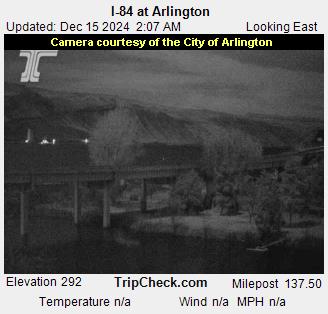 I-84 at Arlington
Updated: Dec 15 2024 2:07 AM Looking East
Camera courtesy of the City of Arlington
Elevation 292 TripCheck.com Milepost 137.50
Temperature n/a Wind n/a MPH n/a